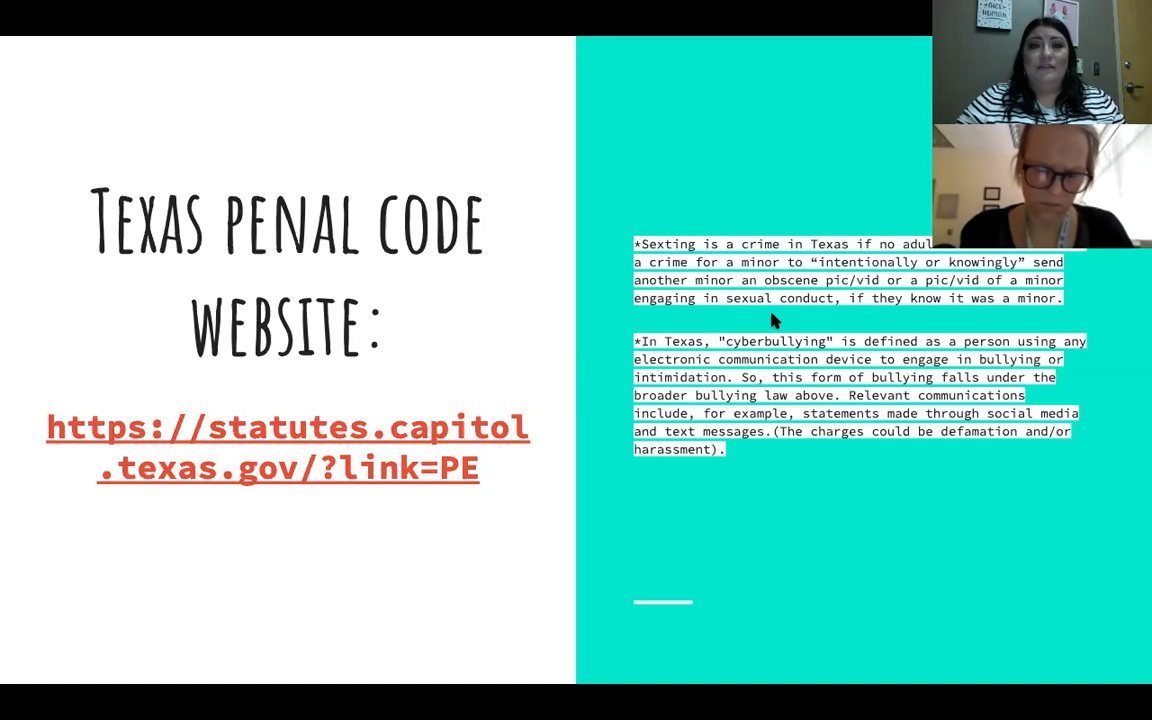 Texas penal code
website:
https://statutes.capitol
.texas.gov/?link=PE
*Sexting is a crime in Texas if no
a crime for a minor to “intentionally or knowingly” send
another minor an obscene pic/vid or a pic/vid of a minor
engaging in sexual conduct, if they know it was a minor.
*In Texas, "cyberbullying" is defined as a person using any
electronic communication device to engage in bullying or
intimidation. So, this form of bullying falls under the
broader bullying law above. Relevant communications
include, for example, statements made through social media
and text messages.(The charges could be defamation and/or
harassment).